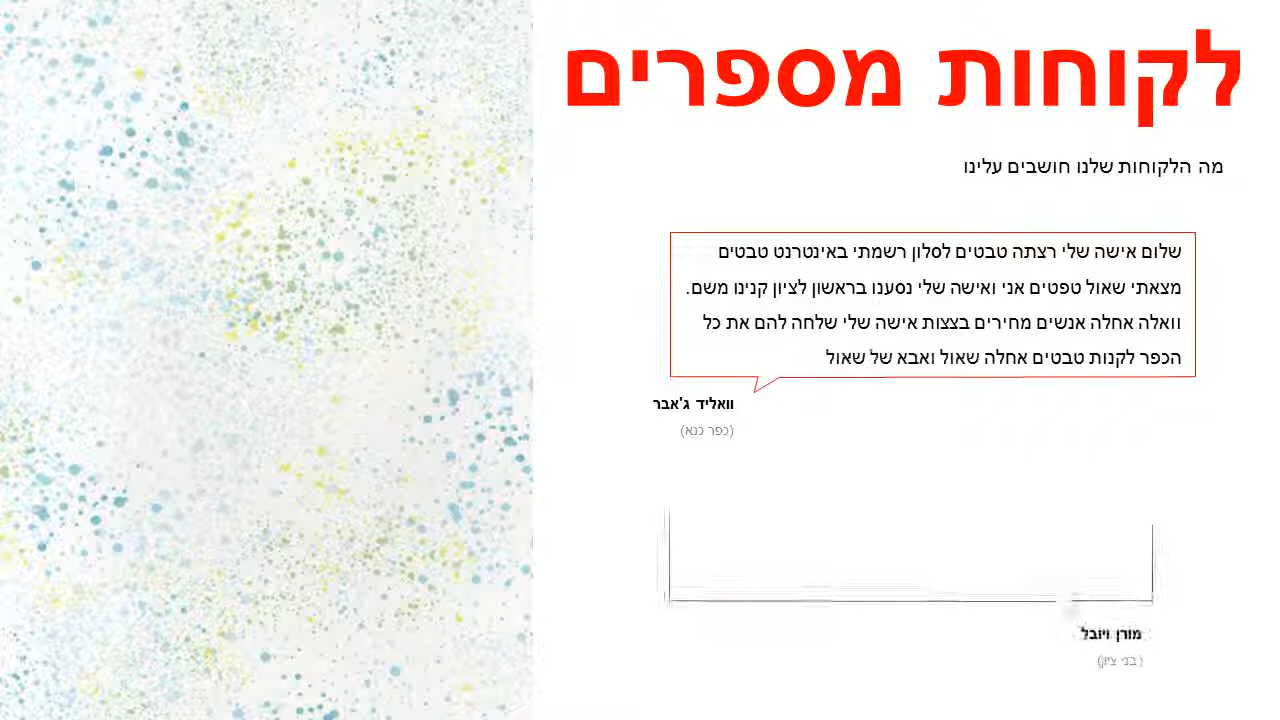 לקוחות מספרים
מה הלקוחות שלנו חושבים עלינו
שלום אישה שלי רצתה טבטים לסלון רשמתי באינטרנט טבטים
מצאתי שאול טפטים אני ואישה שלי נסענו בראשון לציון קנינו משם.
וואלה אחלה אנשים מחירים בצצות אישה שלי שלחה להם את כל
הכפר לקנות טבטים אחלה שאול ואבא של שאול
וואליד ג'אבר
(כפר כנא)
מורן ויובל
(בני ציון)